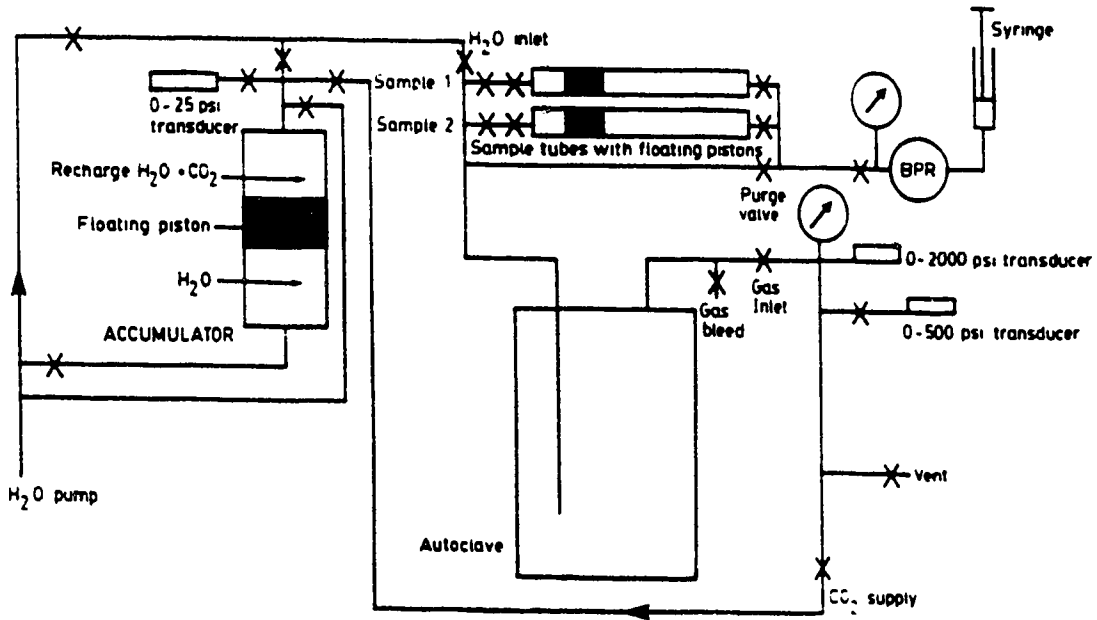 H2O inlet
Syringe
Sample 1
0-25 psi
transducer
Sample 2
Sample tubes with floating pistons
BPR
Recharge H2O + CO2
Purge
valve
Floating piston
0-2000 psi transducer
H2O
Gas
bleed
Gas
Inlet
ACCUMULATOR
0-500 psi transducer
Vent
H2O pump
Autoclave
CO2 supply